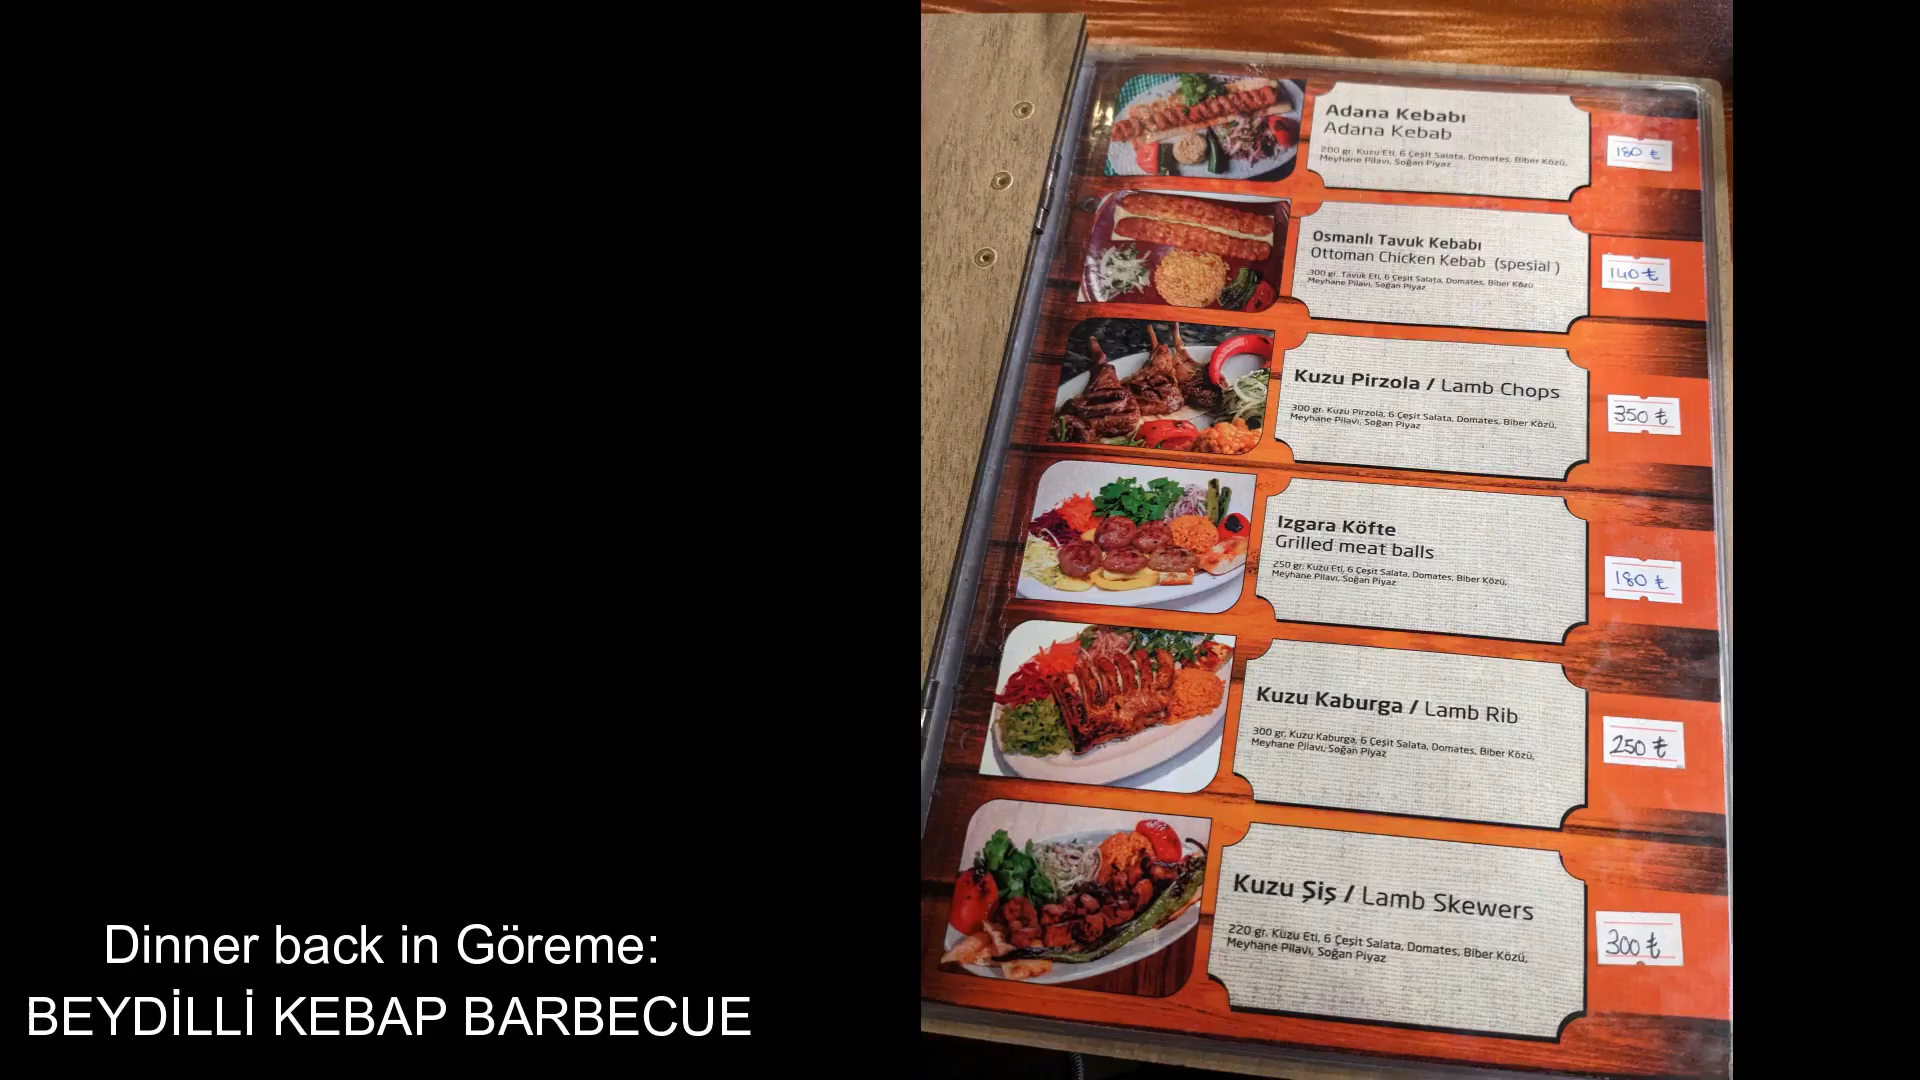 Adana Kebabı
Adana Kebab
200 gr. Kuzu Eti, 6 Çeşit Salata, Domates, Biber Közü,
Meyhane Pilavı, Soğan Piyaz
180 ₺
Osmanlı Tavuk Kebabı
Ottoman Chicken Kebab (spesial )
300 gr. Tavuk Eti, 6 Çeşit Salata, Domates, Biber Közü
Meyhane Pilavı, Soğan Piyaz
140 ₺
Kuzu Pirzola / Lamb Chops
300 gr. Kuzu Pirzola, 6 Çeşit Salata, Domates, Biber Közü,
Meyhane Pilavı, Soğan Piyaz
350 ₺
Izgara Köfte
Grilled meat balls
250 gr. Kuzu Eti, 6 Çeşit Salata, Domates, Biber Közü,
Meyhane Pilavı, Soğan Piyaz
180 ₺
Kuzu Kaburga / Lamb Rib
300 gr. Kuzu Kaburga, 6 Çeşit Salata, Domates, Biber Közü,
Meyhane Pilavı, Soğan Piyaz
250 ₺
Kuzu Şiş / Lamb Skewers
220 gr. Kuzu Eti, 6 Çeşit Salata, Domates, Biber Közü,
Meyhane Pilavı, Soğan Piyaz
300 ₺
Dinner back in Göreme:
BEYDİLLİ KEBAP BARBECUE